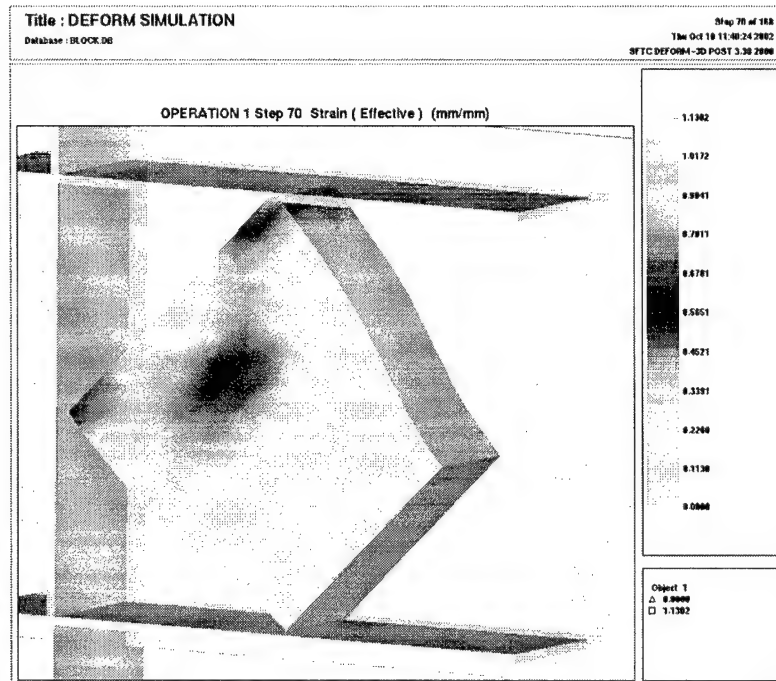 Title : DEFORM SIMULATION
Database : BLOCK.DB
Step 70 of 168
Thu Oct 10 11:40:24 2002
SFTC DEFORM-3D POST 3.30 2000
OPERATION 1 Step 70 Strain ( Effective ) (mm/mm)
1.1302
1.0172
0.9041
0.7911
0.6781
0.5651
0.4521
0.3391
0.2260
0.1130
0.0000
Object 1
△ 0.0000
□ 1.1302